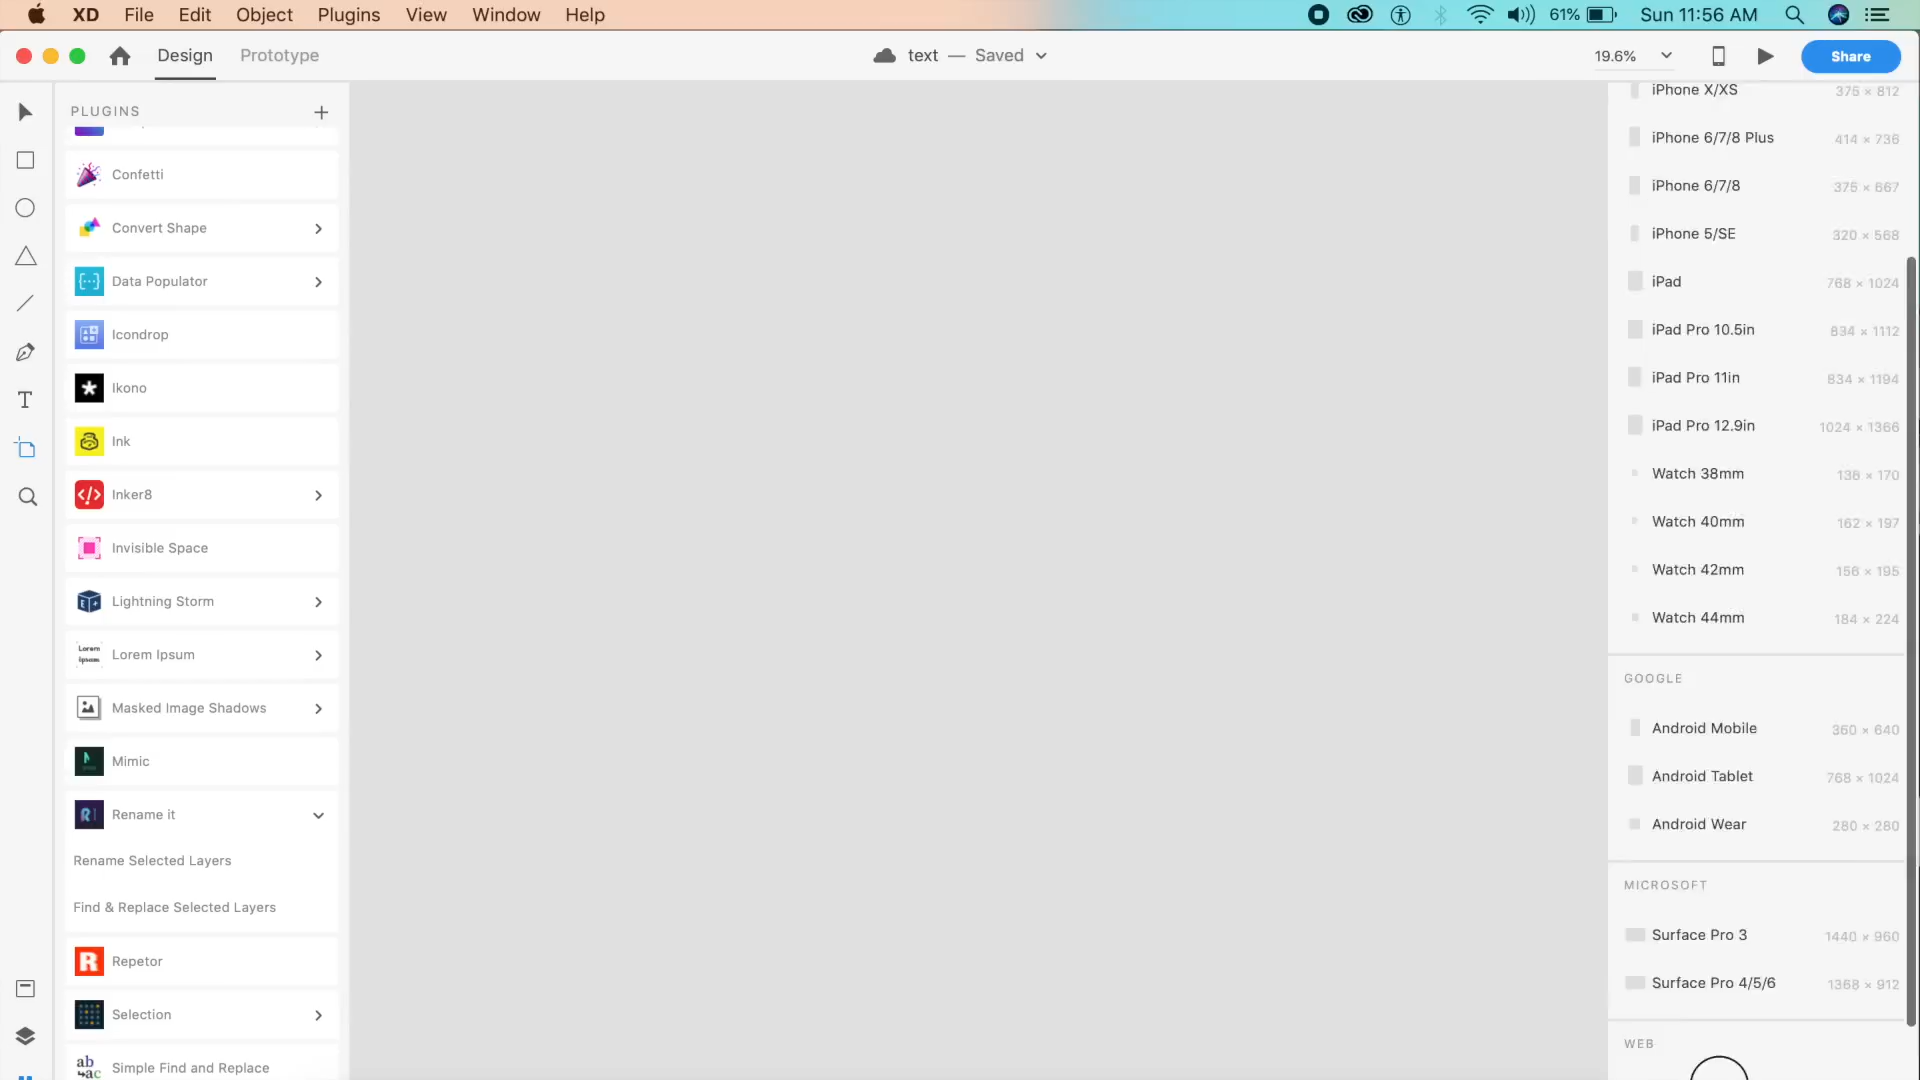 XD File Edit Object Plugins View Window Help
61% Sun 11:56 AM
Design Prototype
text — Saved
19.6%
Share
PLUGINS
Confetti
Convert Shape
Data Populator
Icondrop
Ikono
Ink
Inker8
Invisible Space
Lightning Storm
Lorem Ipsum
Lorem Ipsum
Masked Image Shadows
Mimic
Rename it
Rename Selected Layers
Find & Replace Selected Layers
R Repetor
Selection
ab
ac Simple Find and Replace
iPhone X/XS 375 × 812
iPhone 6/7/8 Plus 414 × 736
iPhone 6/7/8 375 × 667
iPhone 5/SE 320 × 568
iPad 768 × 1024
iPad Pro 10.5in 834 × 1112
iPad Pro 11in 834 × 1194
iPad Pro 12.9in 1024 × 1366
Watch 38mm 136 × 170
Watch 40mm 162 × 197
Watch 42mm 156 × 195
Watch 44mm 184 × 224
GOOGLE
Android Mobile 360 × 640
Android Tablet 768 × 1024
Android Wear 280 × 280
MICROSOFT
Surface Pro 3 1440 × 960
Surface Pro 4/5/6 1368 × 912
WEB